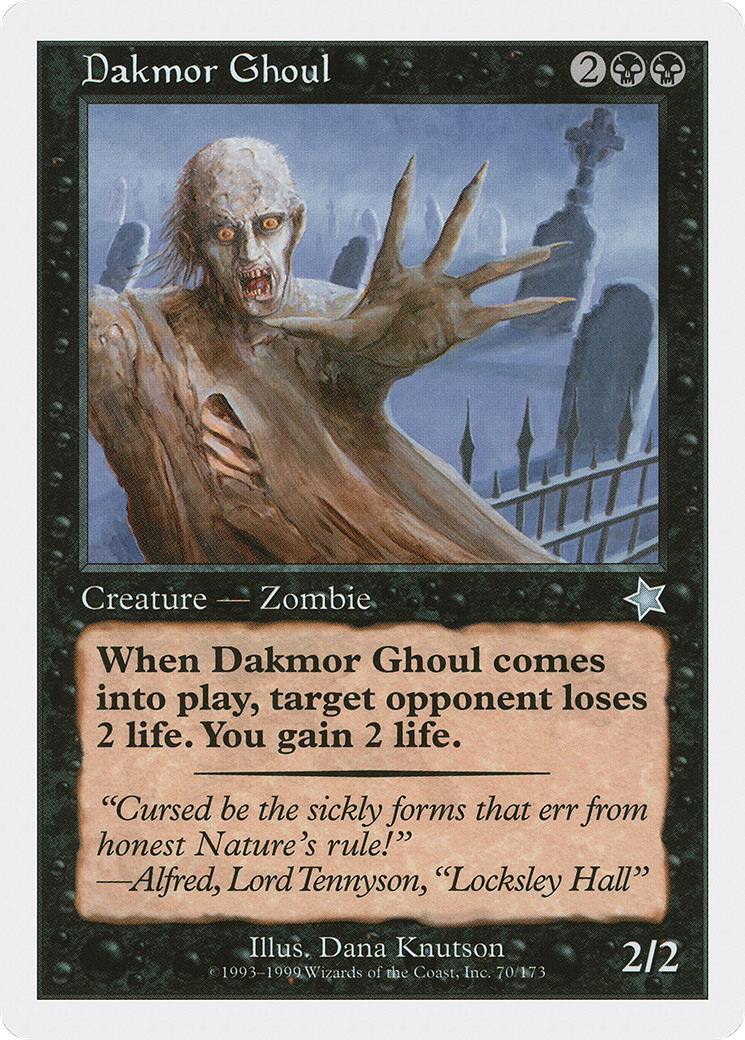 Dakmor Ghoul
2
When Dakmor Ghoul comes
into play, target opponent loses
2 life. You gain 2 life.
Creature — Zombie
“Cursed be the sickly forms that err from
honest Nature’s rule!”
—Alfred, Lord Tennyson, “Locksley Hall”
Illus. Dana Knutson
©1993–1999 Wizards of the Coast, Inc. 70/173
2/2